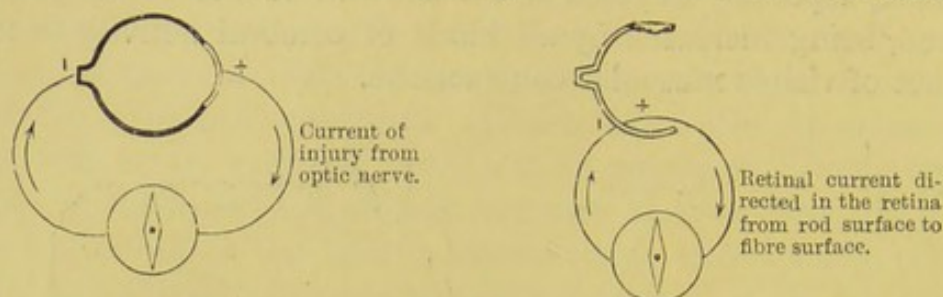 +
Current of
injury from
optic nerve.
+
Retinal current di-
rected in the retina
from rod surface to
fibre surface.